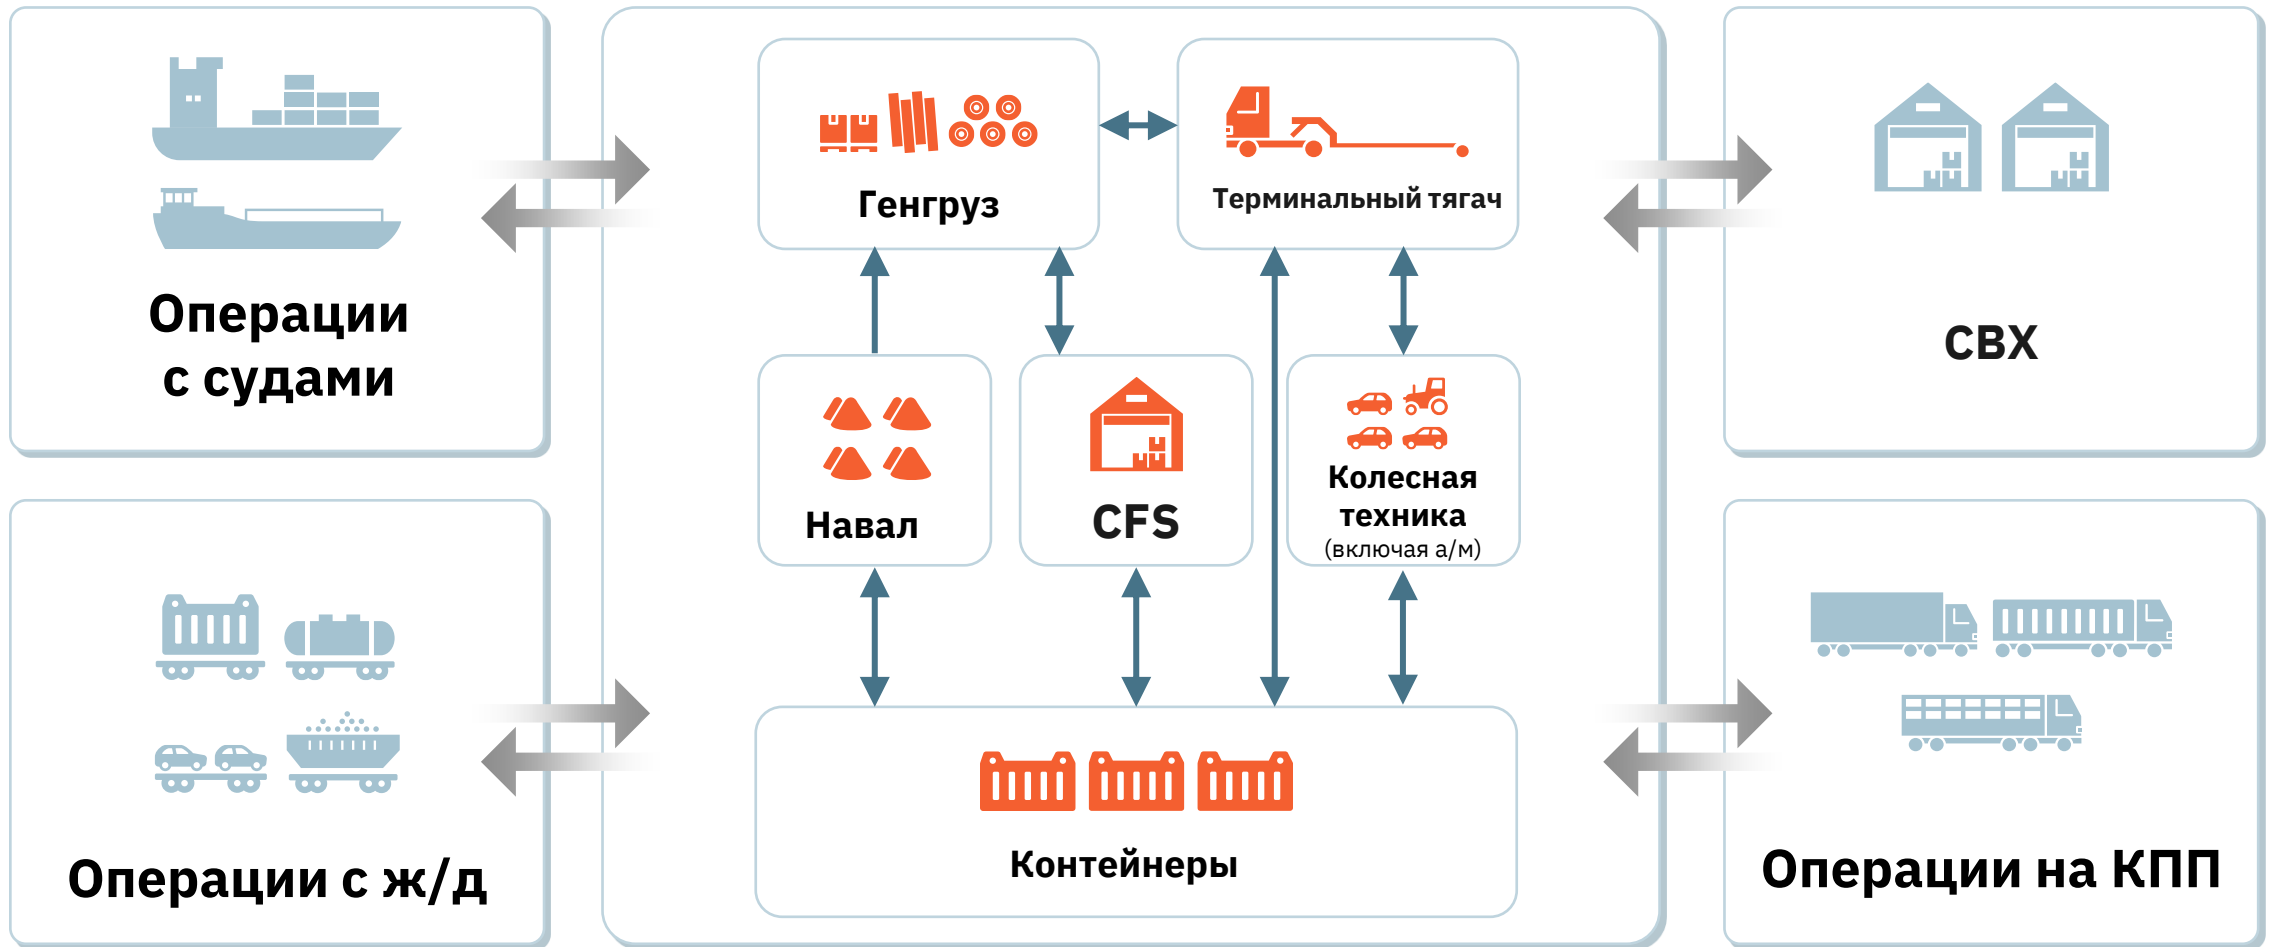 Операции
с судами
Генгруз
Терминальный тягач
СВХ
Навал
CFS
Колесная
техника
(включая а/м)
Операции с ж/д
Контейнеры
Операции на КПП